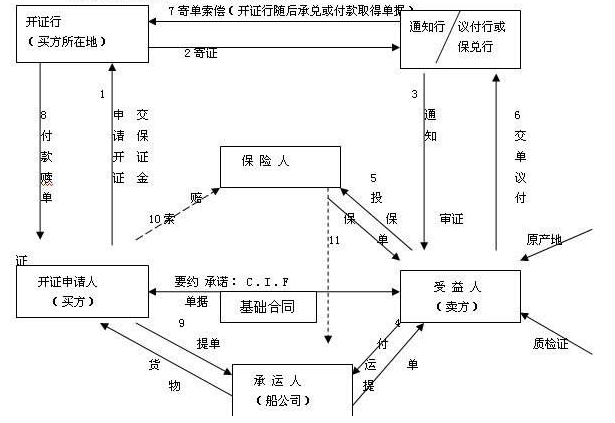 7寄单索偿(开证行随后承兑或付款取得单据)
开证行
(买方所在地)
通知行
议付行或
保兑行
2寄证
1
申请开证
交保证金
8
付款赎单
3
通知
6
交单议付
保 险 人
5
投保
10索
赔
11
保单
审证
原产地
证
开证申请人
(买方)
要约 承诺: C.I.F
单据
基础合同
受 益 人
(卖方)
9
提单
货物
4
付运
提单
质检证
承 运 人
(船公司)